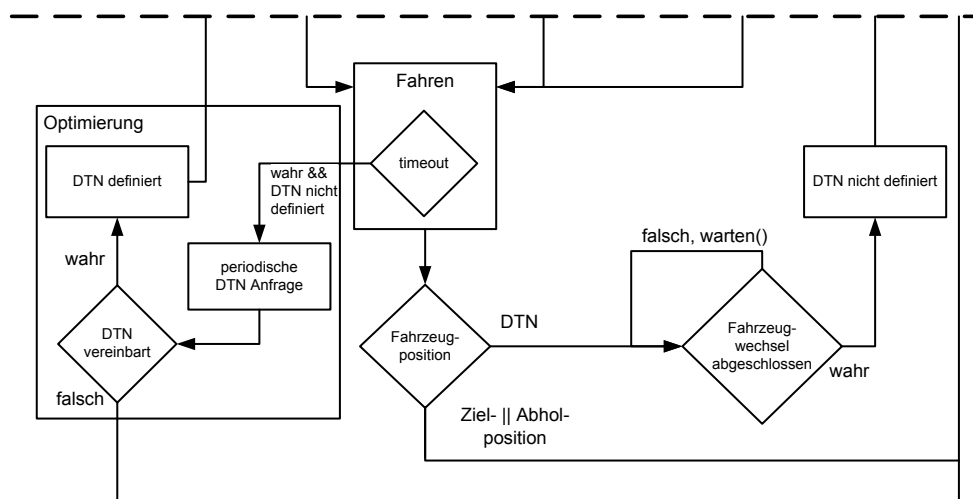 Fahren
Optimierung
timeout
wahr &&
DTN nicht
definiert
DTN definiert
DTN nicht definiert
wahr
periodische
DTN Anfrage
falsch, warten()
DTN
vereinbart
Fahrzeug-
position
DTN
Fahrzeug-
wechsel
abgeschlossen
wahr
falsch
Ziel- || Abhol-
position